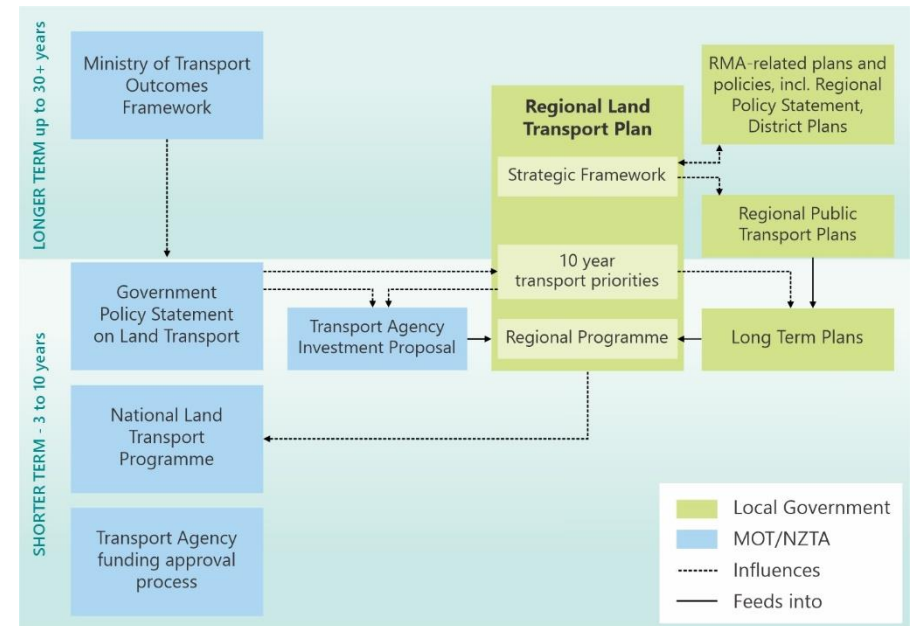 LONGER TERM up to 30+ years
Ministry of Transport
Outcomes
Framework
Regional Land
Transport Plan
Strategic Framework
RMA-related plans and
policies, incl. Regional
Policy Statement,
District Plans
Regional Public
Transport Plans
SHORTER TERM - 3 to 10 years
Government
Policy Statement
on Land Transport
10 year
transport priorities
Transport Agency
Investment Proposal
Regional Programme
Long Term Plans
National Land
Transport
Programme
Transport Agency
funding approval
process
Local Government
MOT/NZTA
Influences
Feeds into